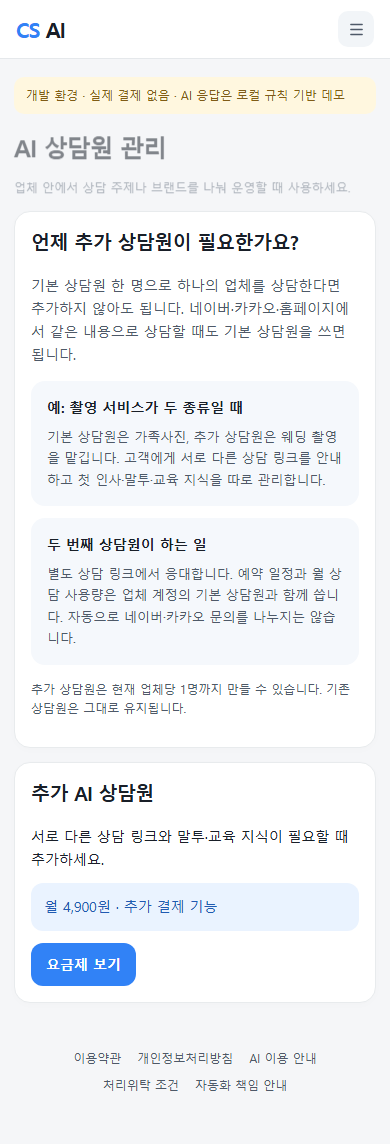 CS AI
개발 환경 · 실제 결제 없음 · AI 응답은 로컬 규칙 기반 데모
AI 상담원 관리
업체 안에서 상담 주제나 브랜드를 나눠 운영할 때 사용하세요.
언제 추가 상담원이 필요한가요?
기본 상담원 한 명으로 하나의 업체를 상담한다면
추가하지 않아도 됩니다. 네이버·카카오·홈페이지에
서 같은 내용으로 상담할 때도 기본 상담원을 쓰면
됩니다.
예: 촬영 서비스가 두 종류일 때
기본 상담원은 가족사진, 추가 상담원은 웨딩 촬영
을 맡깁니다. 고객에게 서로 다른 상담 링크를 안내
하고 첫 인사·말투·교육 지식을 따로 관리합니다.
두 번째 상담원이 하는 일
별도 상담 링크에서 응대합니다. 예약 일정과 월 상
담 사용량은 업체 계정의 기본 상담원과 함께 씁니
다. 자동으로 네이버·카카오 문의를 나누지는 않습
니다.
추가 상담원은 현재 업체당 1명까지 만들 수 있습니다. 기존
상담원은 그대로 유지됩니다.
추가 AI 상담원
서로 다른 상담 링크와 말투·교육 지식이 필요할 때
추가하세요.
월 4,900원 · 추가 결제 기능
요금제 보기
이용약관 개인정보처리방침 AI 이용 안내
처리위탁 조건 자동화 책임 안내